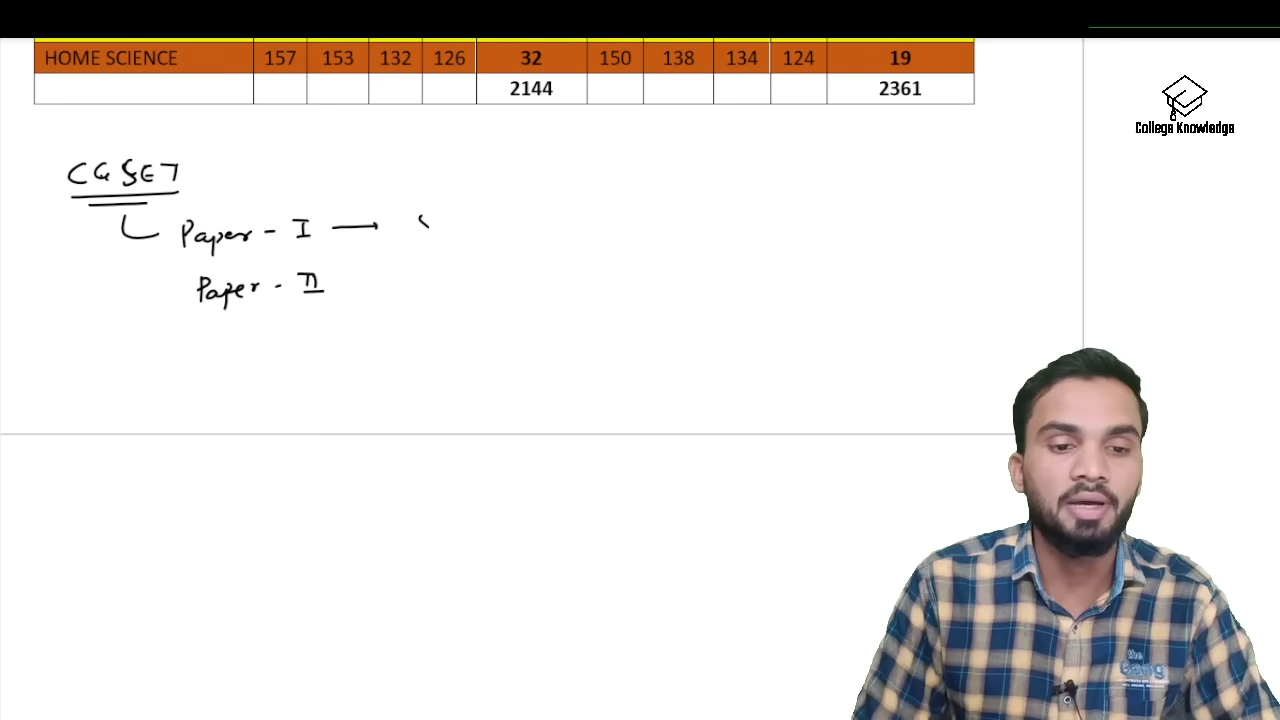 HOME SCIENCE 157 153 132 126 32 150 138 134 124 19
2144 2361
College Knowledge
CG SET
Paper - I →
Paper - II
the